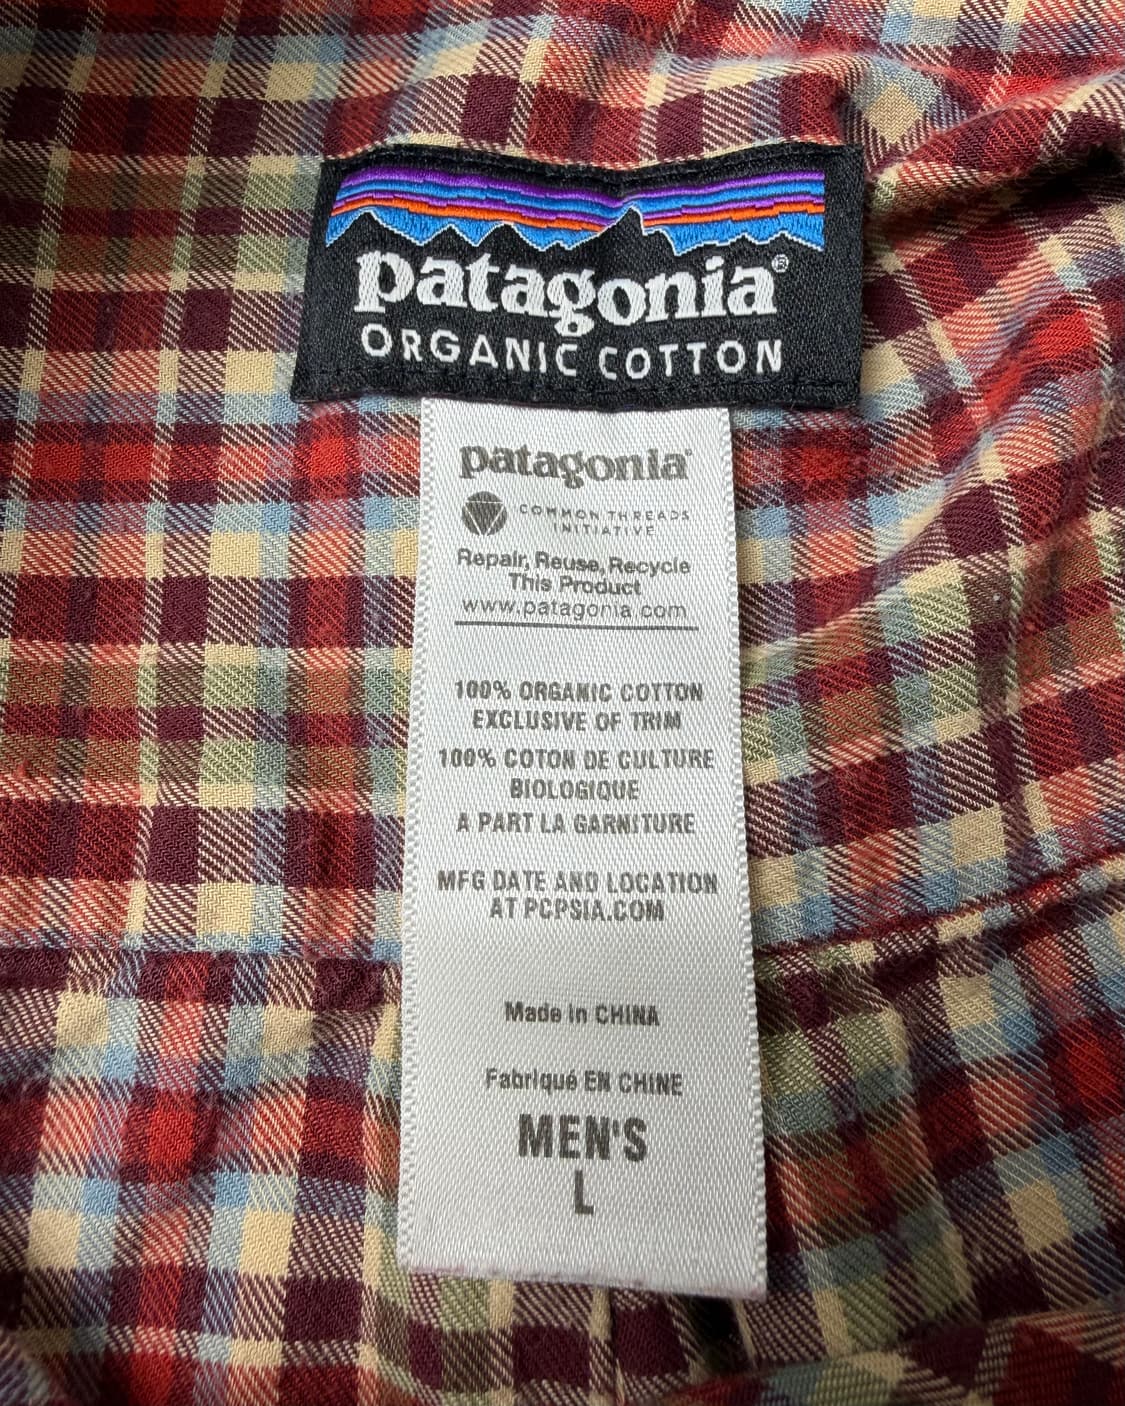 patagonia®
ORGANIC COTTON
patagonia®
COMMON THREADS
INITIATIVE
Repair, Reuse, Recycle
This Product
www.patagonia.com
100% ORGANIC COTTON
EXCLUSIVE OF TRIM
100% COTON DE CULTURE
BIOLOGIQUE
A PART LA GARNITURE
MFG DATE AND LOCATION
AT PCPSIA.COM
Made in CHINA
Fabriqué EN CHINE
MEN'S
L